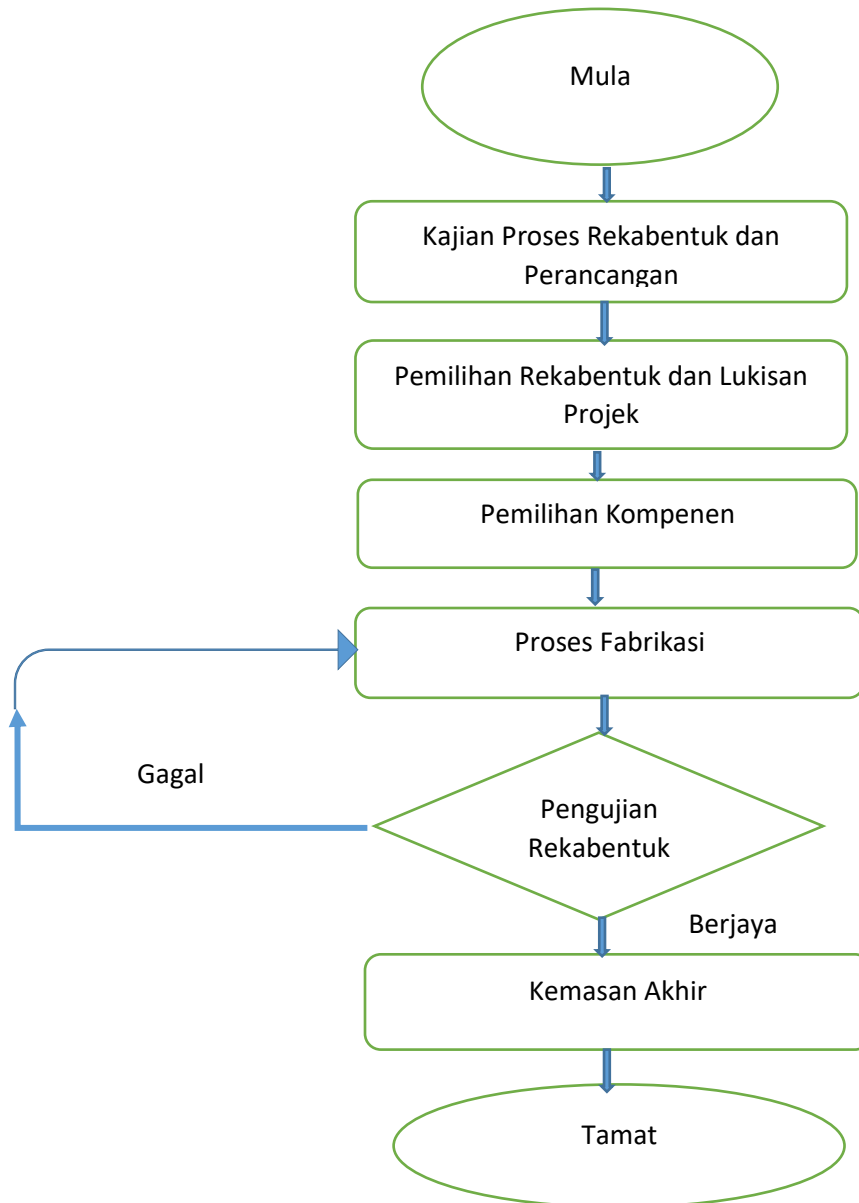 Mula
Kajian Proses Rekabentuk dan
Perancangan
Pemilihan Rekabentuk dan Lukisan
Projek
Pemilihan Kompenen
Proses Fabrikasi
Gagal
Pengujian
Rekabentuk
Berjaya
Kemasan Akhir
Tamat